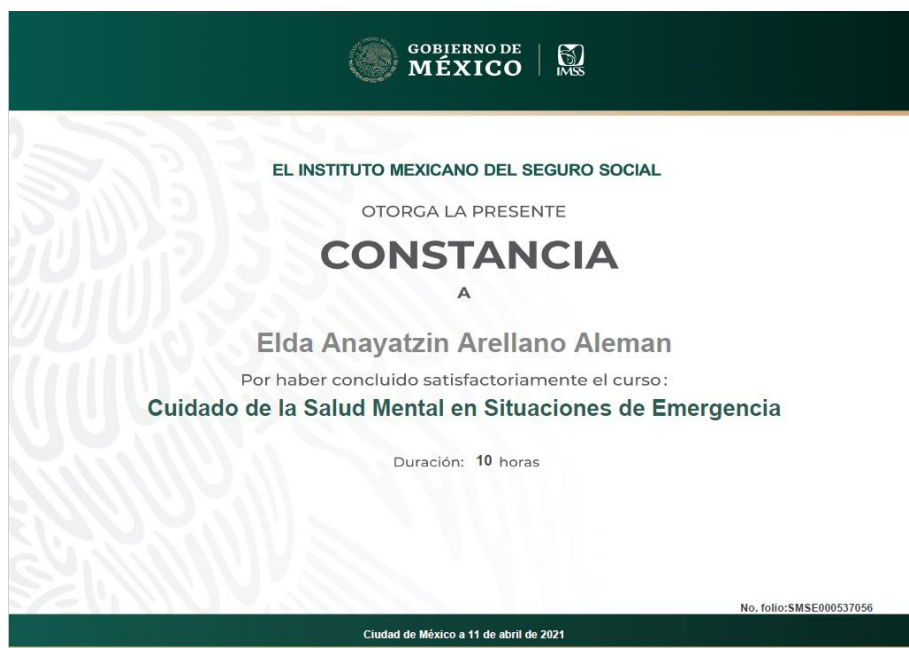 GOBIERNO DE
MÉXICO
IMSS
EL INSTITUTO MEXICANO DEL SEGURO SOCIAL
OTORGA LA PRESENTE
CONSTANCIA
A
Elda Anayatzin Arellano Aleman
Por haber concluido satisfactoriamente el curso:
Cuidado de la Salud Mental en Situaciones de Emergencia
Duración: 10 horas
No. folio:SMSE000537056
Ciudad de México a 11 de abril de 2021